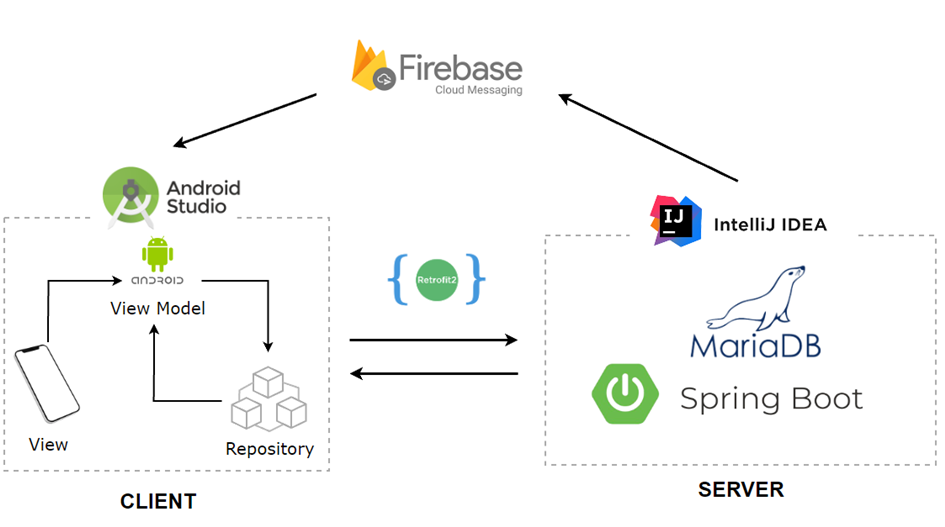 Firebase
Cloud Messaging
Android
Studio
IJ
IntelliJ IDEA
ANDROID
View Model
{ Retrofit2 }
MariaDB
Spring Boot
View
Repository
CLIENT
SERVER